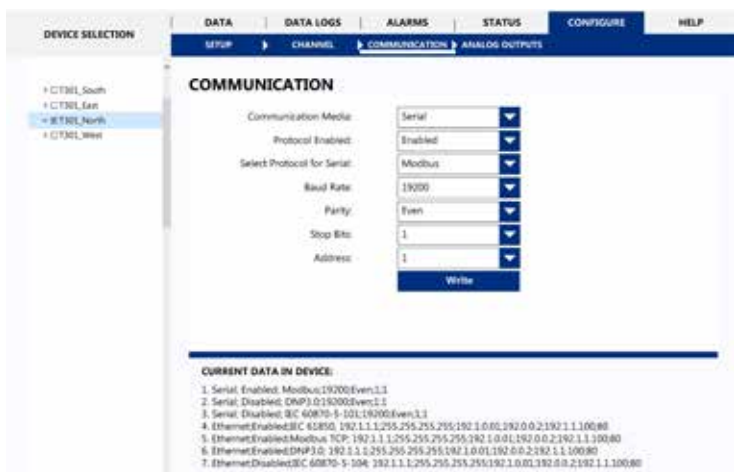 DEVICE SELECTION
DATA | DATA LOGS | ALARMS | STATUS CONFIGURE HELP
SETUP CHANNEL COMMUNICATION ANALOG OUTPUTS
CT301_South
CT301_East
CT301_West
COMMUNICATION
Communication Media: Serial
Protocol Enabled: Enabled
Select Protocol for Serial: Modbus
Baud Rate: 19200
Parity: Even
Stop Bits: 1
Address: 1
Write
CURRENT DATA IN DEVICE:
1. Serial; Enabled; Modbus;19200;Even;1;1
2. Serial; Disabled; DNP3.0;19200;Even;1;1
3. Serial; Disabled; IEC 60870-5-101;19200;Even;1;1
4. Ethernet;Enabled;IEC 61850; 192.1.1.1;255.255.255.255;192.1.0.01;192.0.0.2;192.1.1.100;80
5. Ethernet;Enabled;Modbus TCP; 192.1.1.1;255.255.255.255;192.1.0.01;192.0.0.2;192.1.1.100;80
6. Ethernet;Enabled;DNP3.0; 192.1.1.1;255.255.255.255;192.1.0.01;192.0.0.2;192.1.1.100;80
7. Ethernet;Disabled;IEC 60870-5-104; 192.1.1.1;255.255.255.255;192.1.0.01;192.0.0.2;192.1.1.100;80